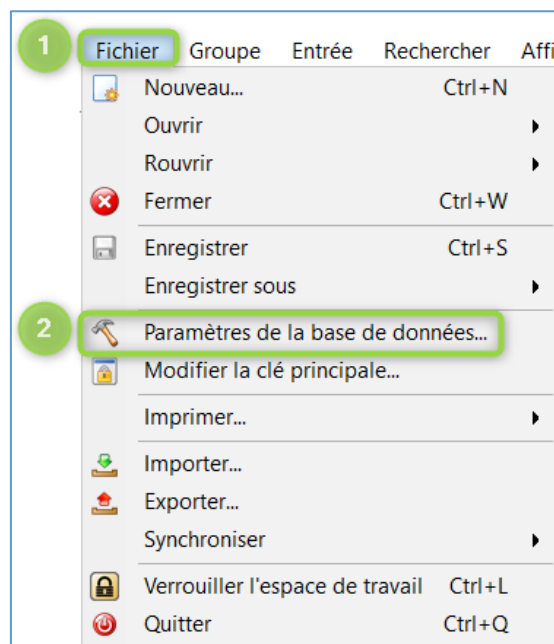 1 Fichier Groupe Entrée Rechercher Affi
Nouveau... Ctrl+N
Ouvrir
Rouvrir
Fermer Ctrl+W
Enregistrer Ctrl+S
Enregistrer sous
2 Paramètres de la base de données...
Modifier la clé principale...
Imprimer...
Importer...
Exporter...
Synchroniser
Verrouiller l'espace de travail Ctrl+L
Quitter Ctrl+Q